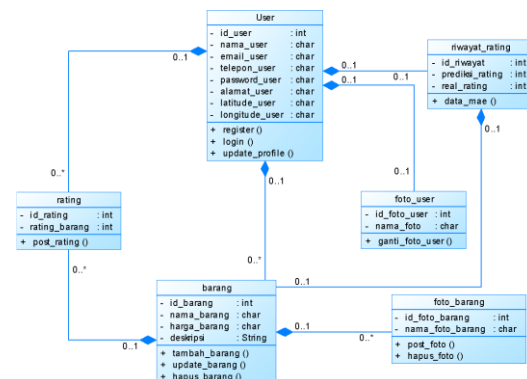 User
- id_user : int
- nama_user : char
- email_user : char
- telepon_user : char
- password_user : char
- alamat_user : char
- latitude_user : char
- longitude_user : char
+ register ()
+ login ()
+ update_profile ()
0..1
0..1
0..1
0..1
0..1
riwayat_rating
- id_riwayat : int
- prediksi_rating : int
- real_rating : int
+ data_mae ()
0..1
0..*
0..1
rating
- id_rating : int
- rating_barang : int
+ post_rating ()
0..*
foto_user
- id_foto_user : int
- nama_foto : char
+ ganti_foto_user ()
0..*
0..1
barang
- id_barang : int
- nama_barang : char
- harga_barang : char
- deskripsi : String
+ tambah_barang ()
+ update_barang ()
+ hapus_barang ()
0..1
0..1
0..*
foto_barang
- id_foto_barang : int
- nama_foto_barang : char
+ post_foto ()
+ hapus_foto ()